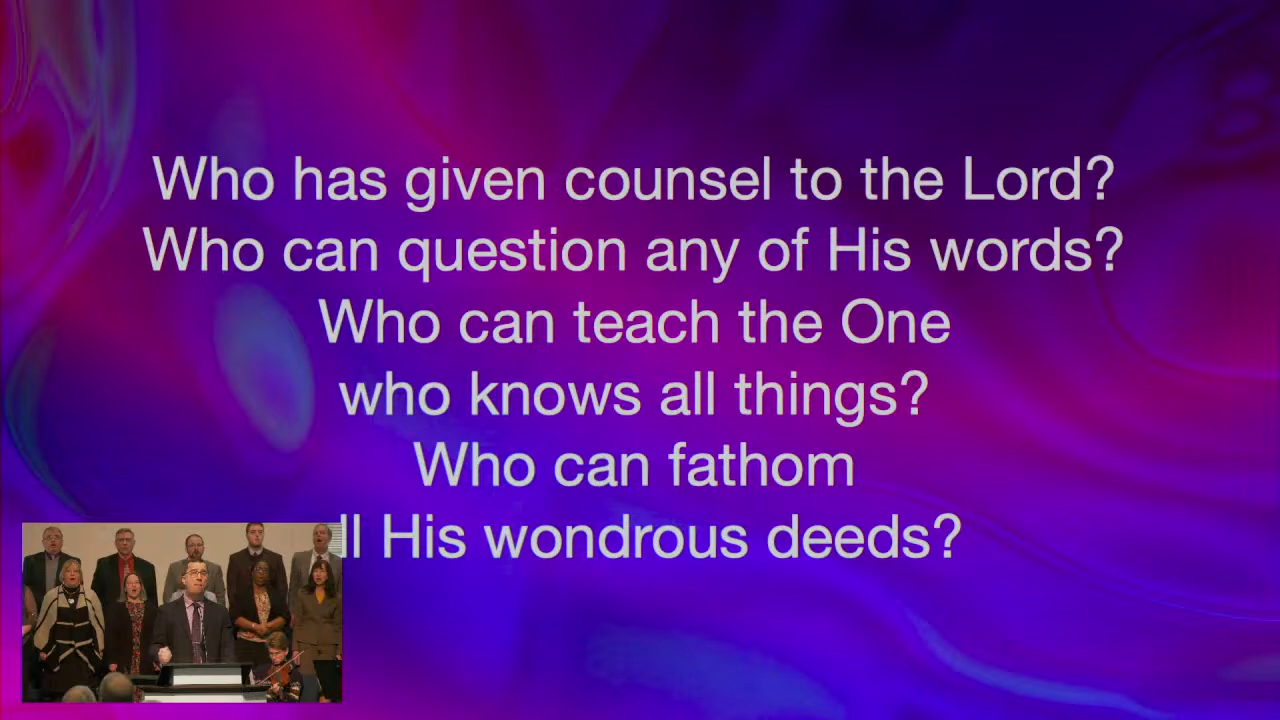 Who has given counsel to the Lord?
Who can question any of His words?
Who can teach the One
who knows all things?
Who can fathom
ll His wondrous deeds?